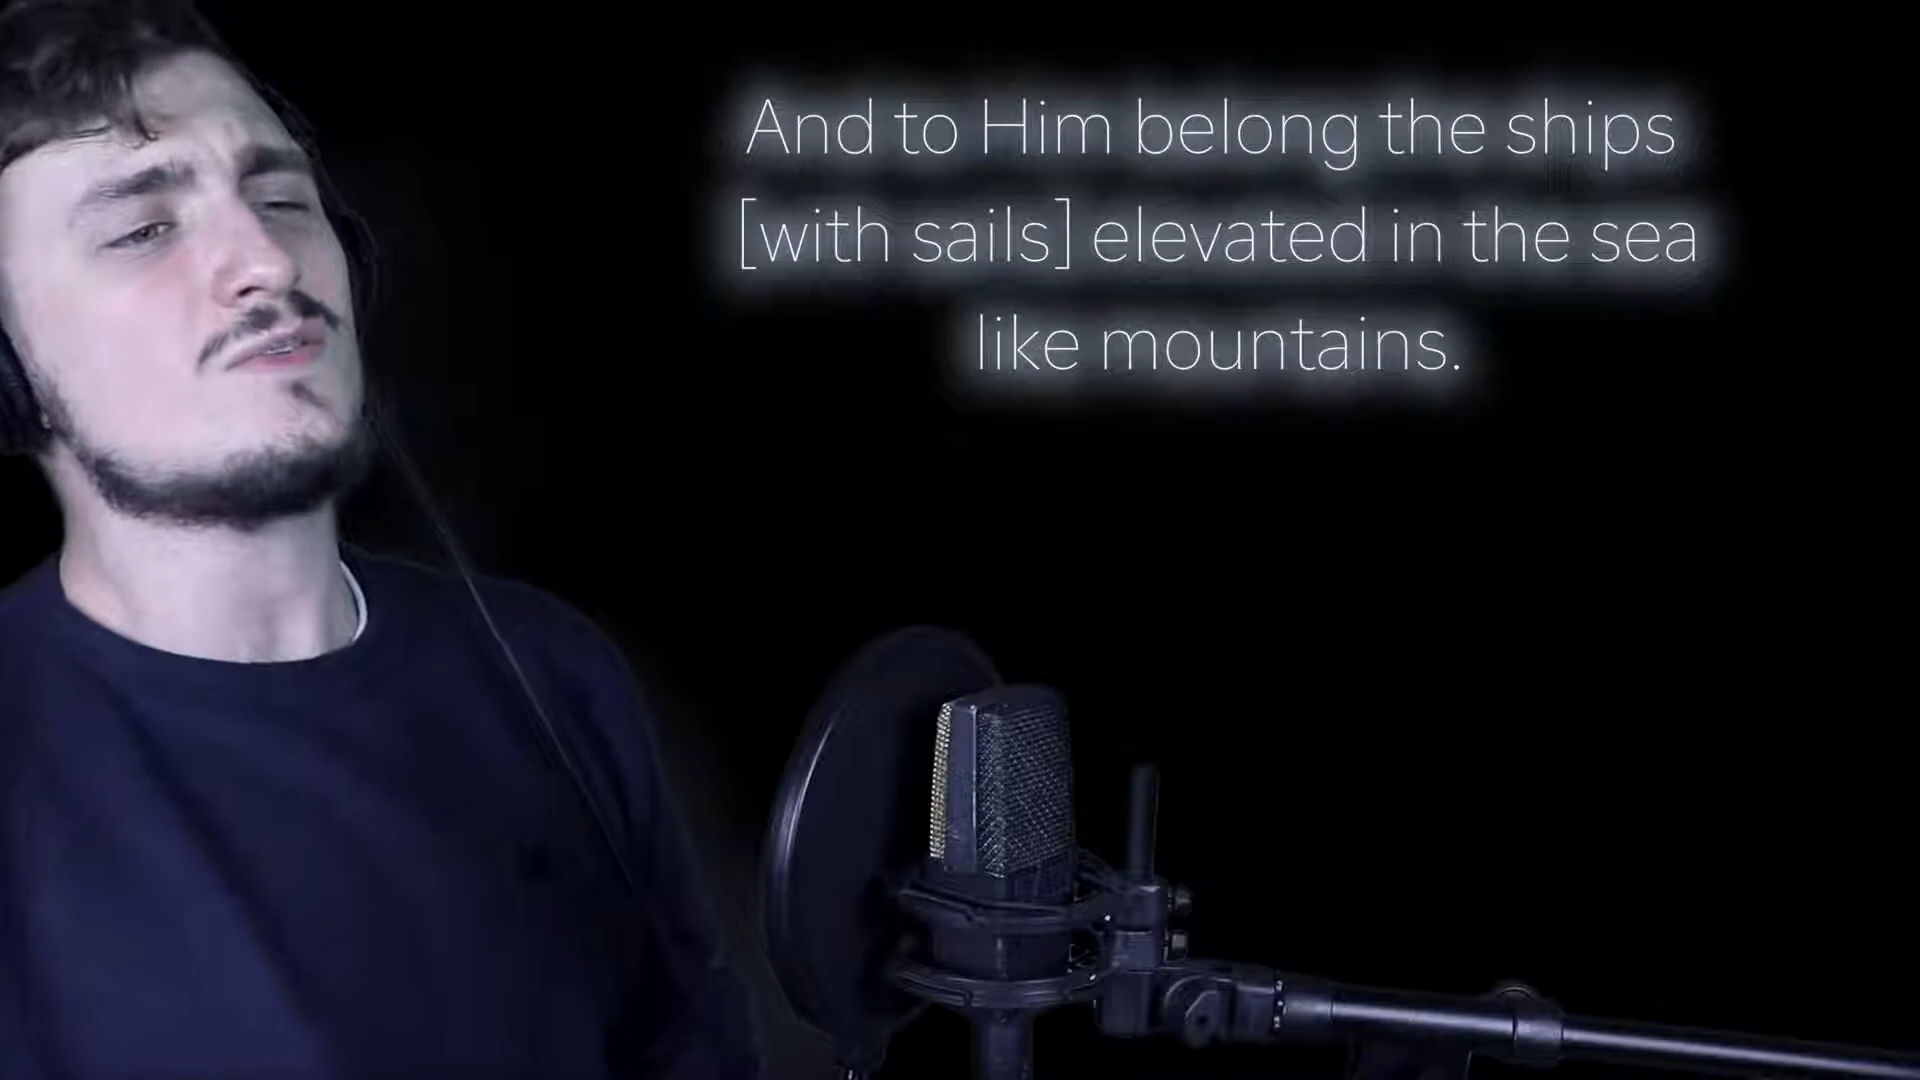 And to Him belong the ships
[with sails] elevated in the sea
like mountains.